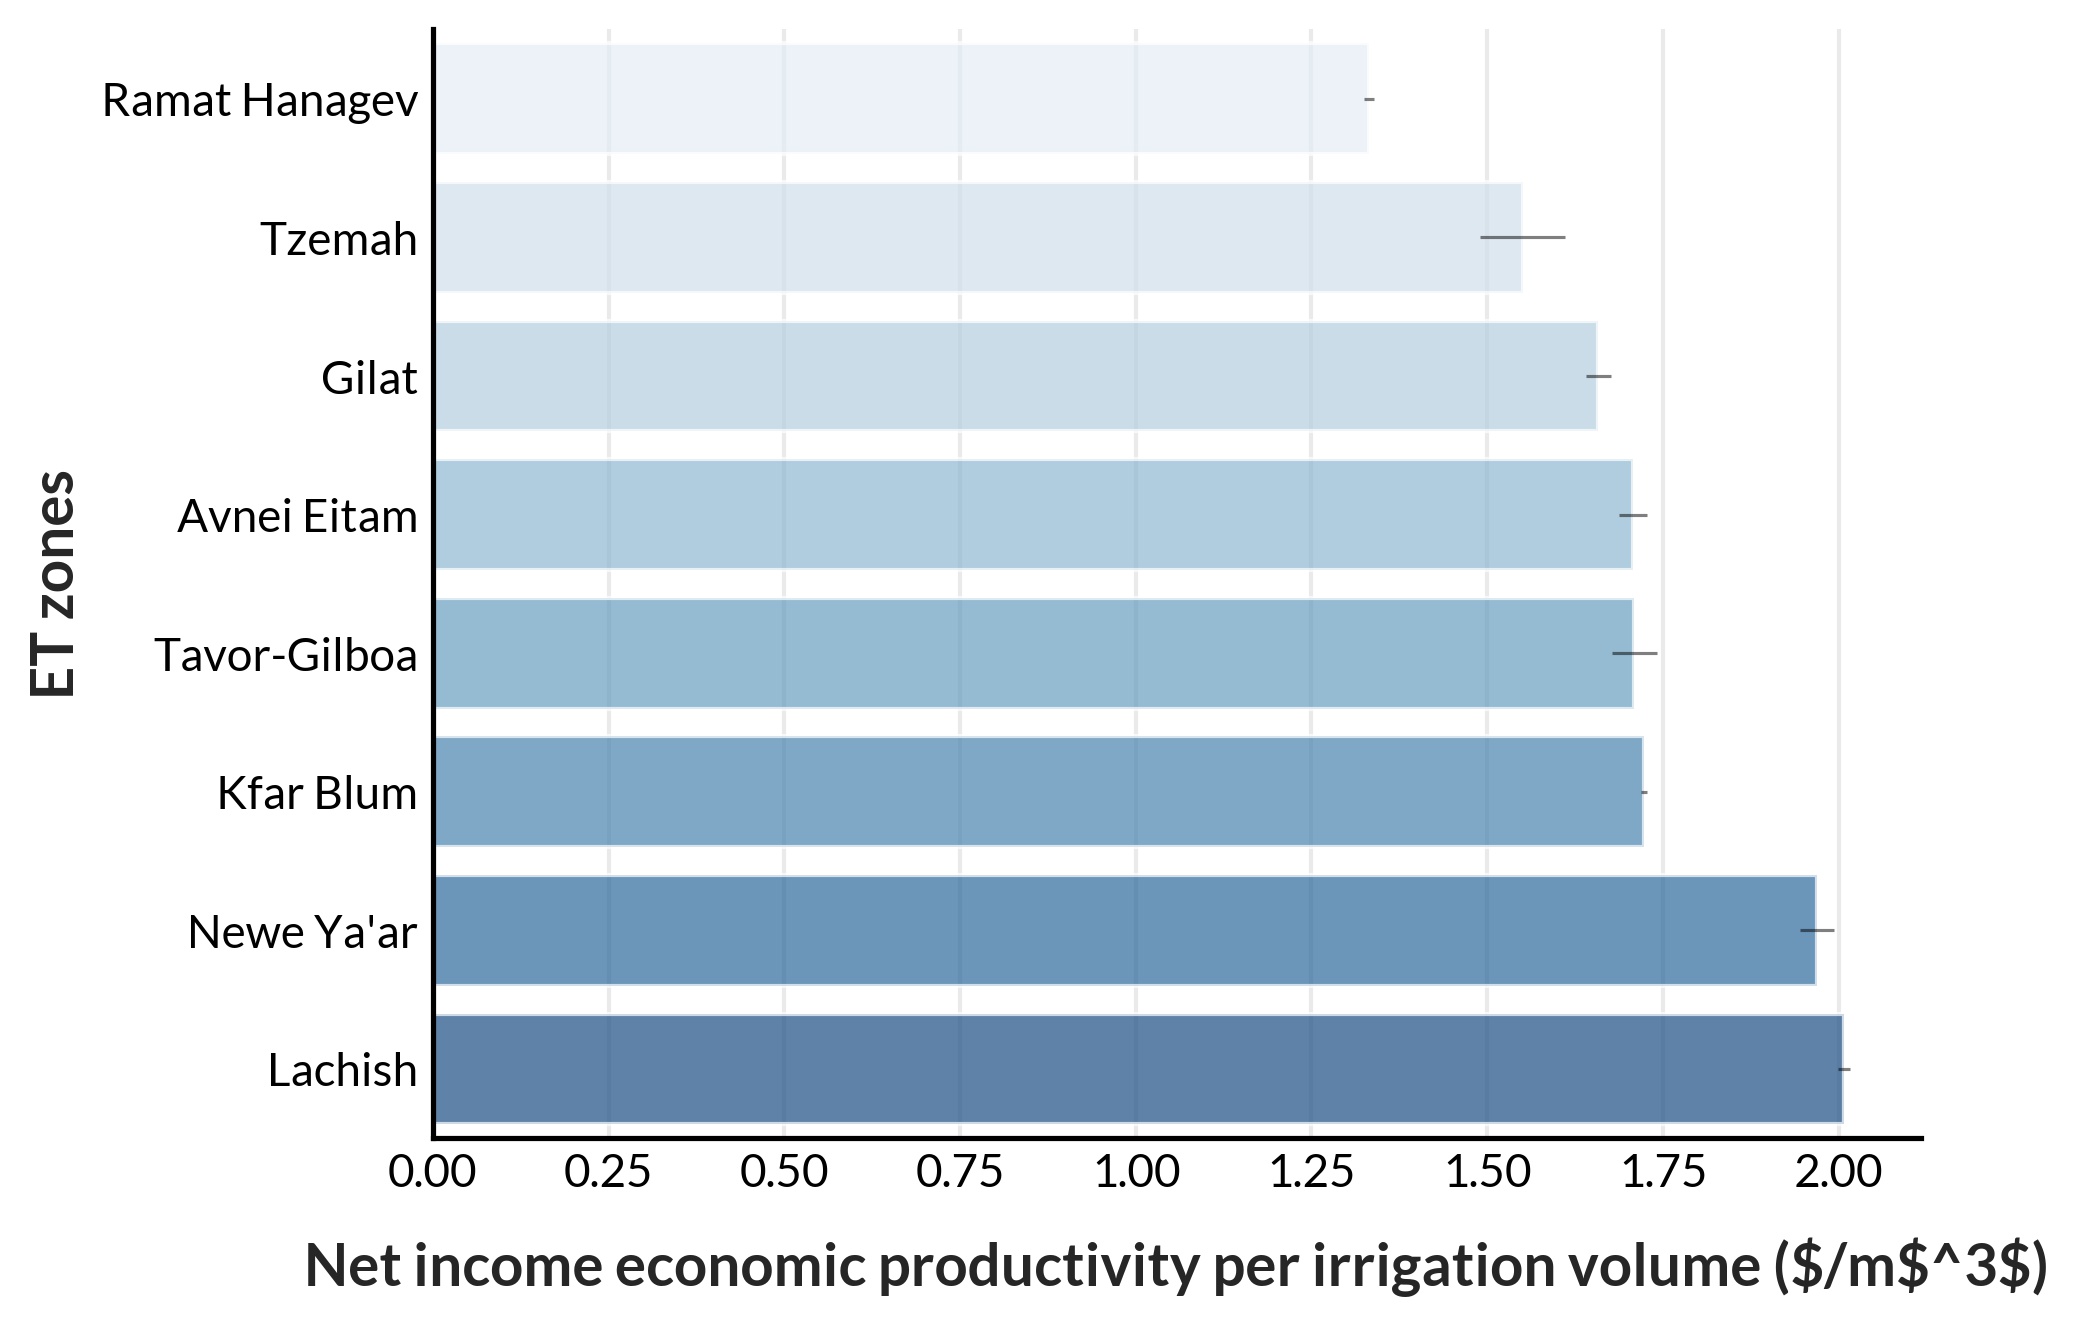 Ramat Hanagev
Tzemah
Gilat
Avnei Eitam
Tavor-Gilboa
Kfar Blum
Newe Ya'ar
Lachish
ET zones
0.00 0.25 0.50 0.75 1.00 1.25 1.50 1.75 2.00
Net income economic productivity per irrigation volume ($/m$^3$)